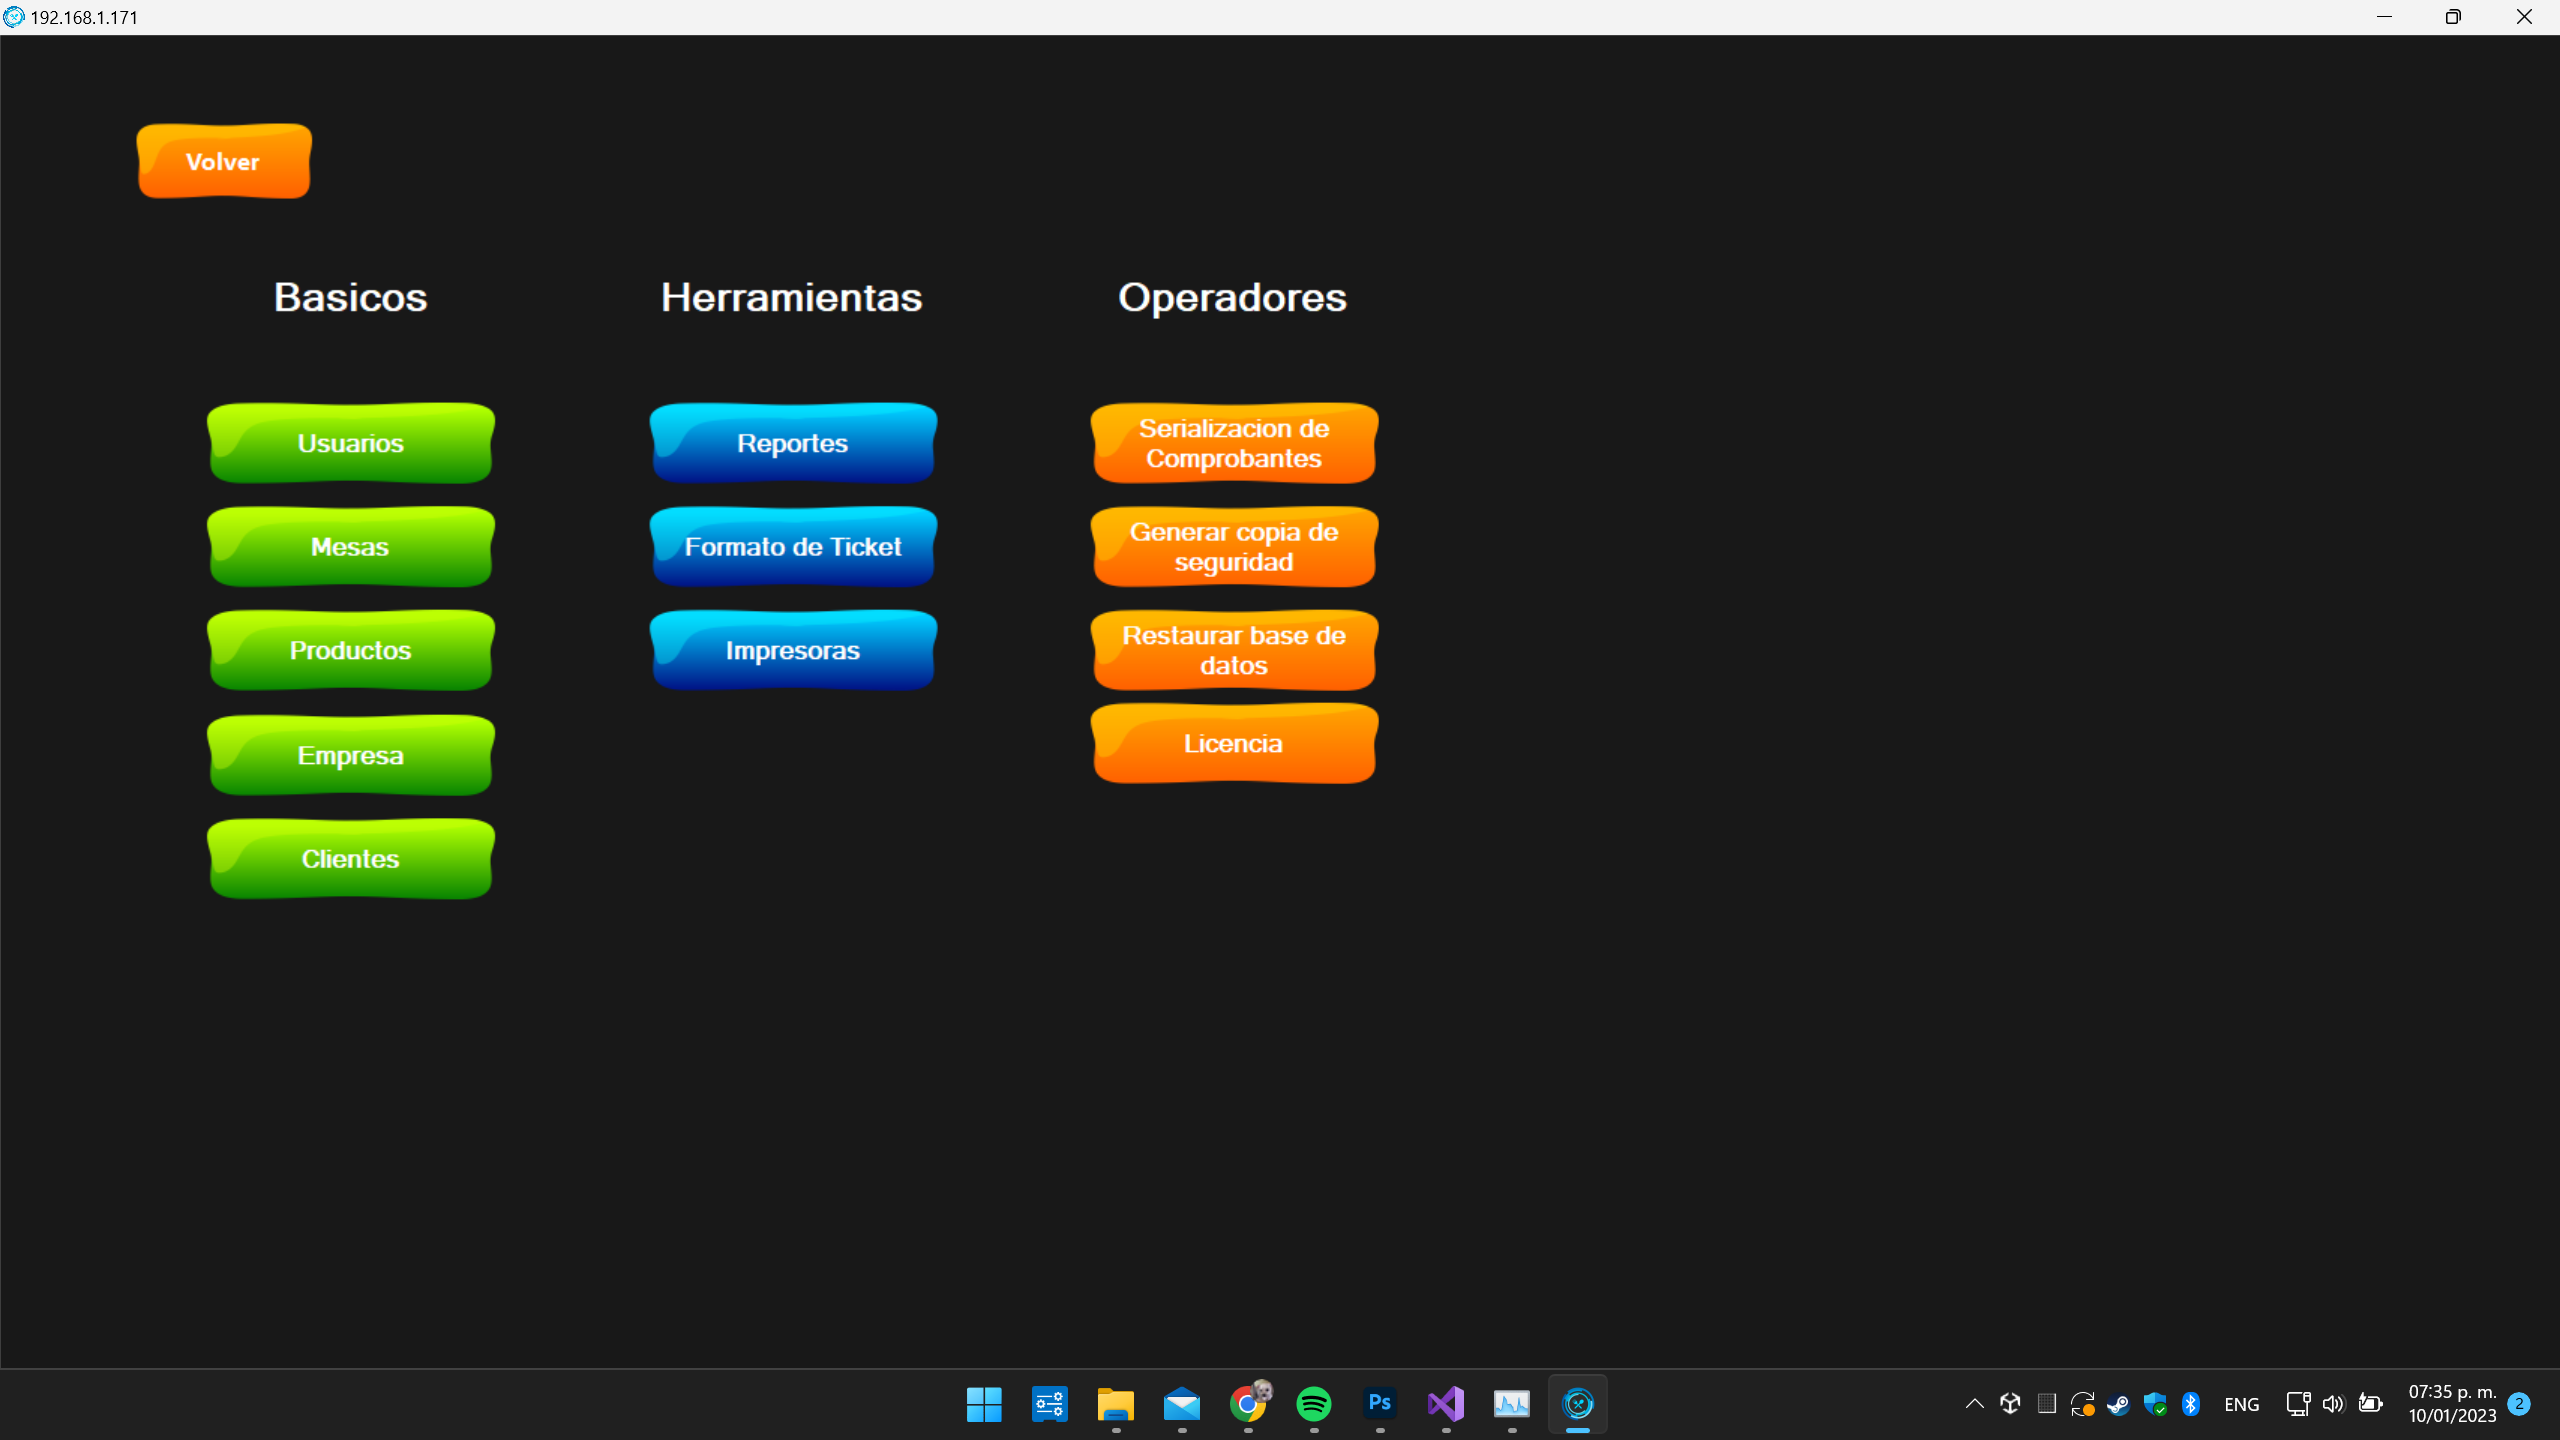 192.168.1.171
Volver
Basicos
Herramientas
Operadores
Usuarios
Mesas
Productos
Empresa
Clientes
Reportes
Formato de Ticket
Impresoras
Serializacion de
Comprobantes
Generar copia de
seguridad
Restaurar base de
datos
Licencia
Ps
ENG
07:35 p. m.
10/01/2023
2